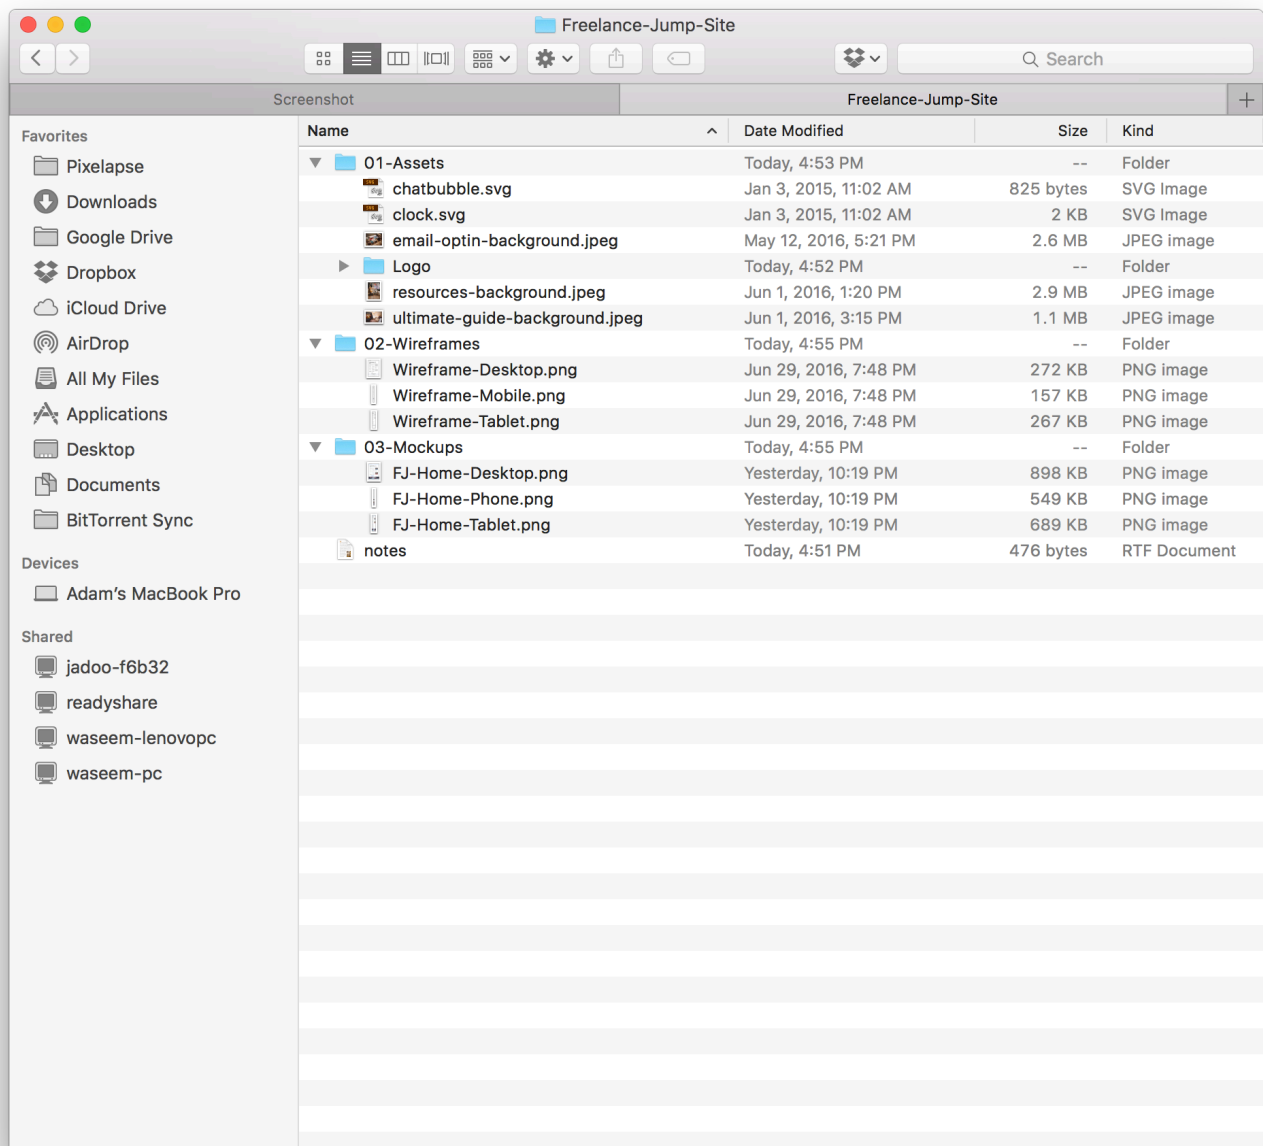 Freelance-Jump-Site
Search
Screenshot
Freelance-Jump-Site
Favorites
Pixelapse
Downloads
Google Drive
Dropbox
iCloud Drive
AirDrop
All My Files
Applications
Desktop
Documents
BitTorrent Sync
Devices
Adam's MacBook Pro
Shared
jadoo-f6b32
readyshare
waseem-lenovopc
waseem-pc
Name Date Modified Size Kind
01-Assets Today, 4:53 PM -- Folder
chatbubble.svg Jan 3, 2015, 11:02 AM 825 bytes SVG Image
clock.svg Jan 3, 2015, 11:02 AM 2 KB SVG Image
email-optin-background.jpeg May 12, 2016, 5:21 PM 2.6 MB JPEG image
Logo Today, 4:52 PM -- Folder
resources-background.jpeg Jun 1, 2016, 1:20 PM 2.9 MB JPEG image
ultimate-guide-background.jpeg Jun 1, 2016, 3:15 PM 1.1 MB JPEG image
02-Wireframes Today, 4:55 PM -- Folder
Wireframe-Desktop.png Jun 29, 2016, 7:48 PM 272 KB PNG image
Wireframe-Mobile.png Jun 29, 2016, 7:48 PM 157 KB PNG image
Wireframe-Tablet.png Jun 29, 2016, 7:48 PM 267 KB PNG image
03-Mockups Today, 4:55 PM -- Folder
FJ-Home-Desktop.png Yesterday, 10:19 PM 898 KB PNG image
FJ-Home-Phone.png Yesterday, 10:19 PM 549 KB PNG image
FJ-Home-Tablet.png Yesterday, 10:19 PM 689 KB PNG image
notes Today, 4:51 PM 476 bytes RTF Document